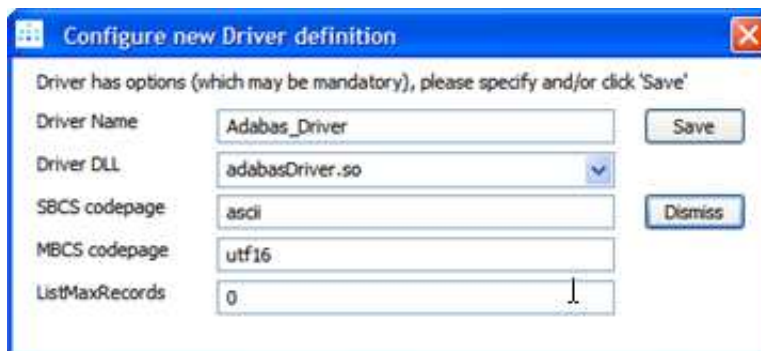 Configure new Driver definition
Driver has options (which may be mandatory), please specify and/or click 'Save'
Driver Name Adabas_Driver Save
Driver DLL adabasDriver.so
SBCS codepage ascii Dismiss
MBCS codepage utf16
ListMaxRecords 0